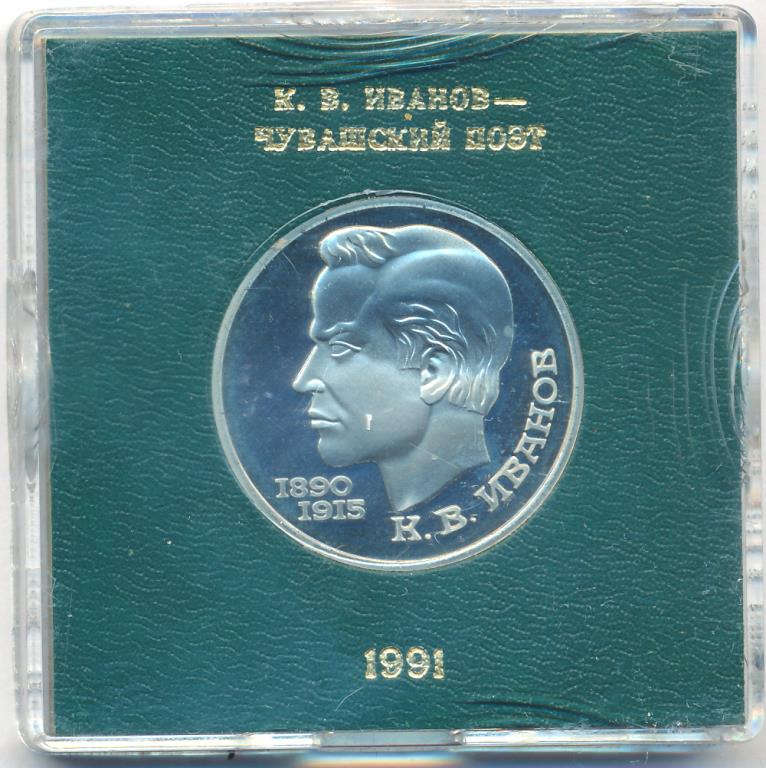 К. В. ИВАНОВ—
ЧУВАШСКИЙ ПОЭТ
1890
1915
К. В. ИВАНОВ
1991